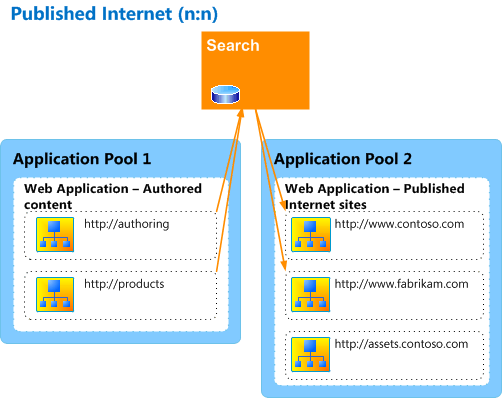 Published Internet (n:n)
Search
Application Pool 1
Web Application – Authored
content
http://authoring
http://products
Application Pool 2
Web Application – Published
Internet sites
http://www.contoso.com
http://www.fabrikam.com
http://assets.contoso.com